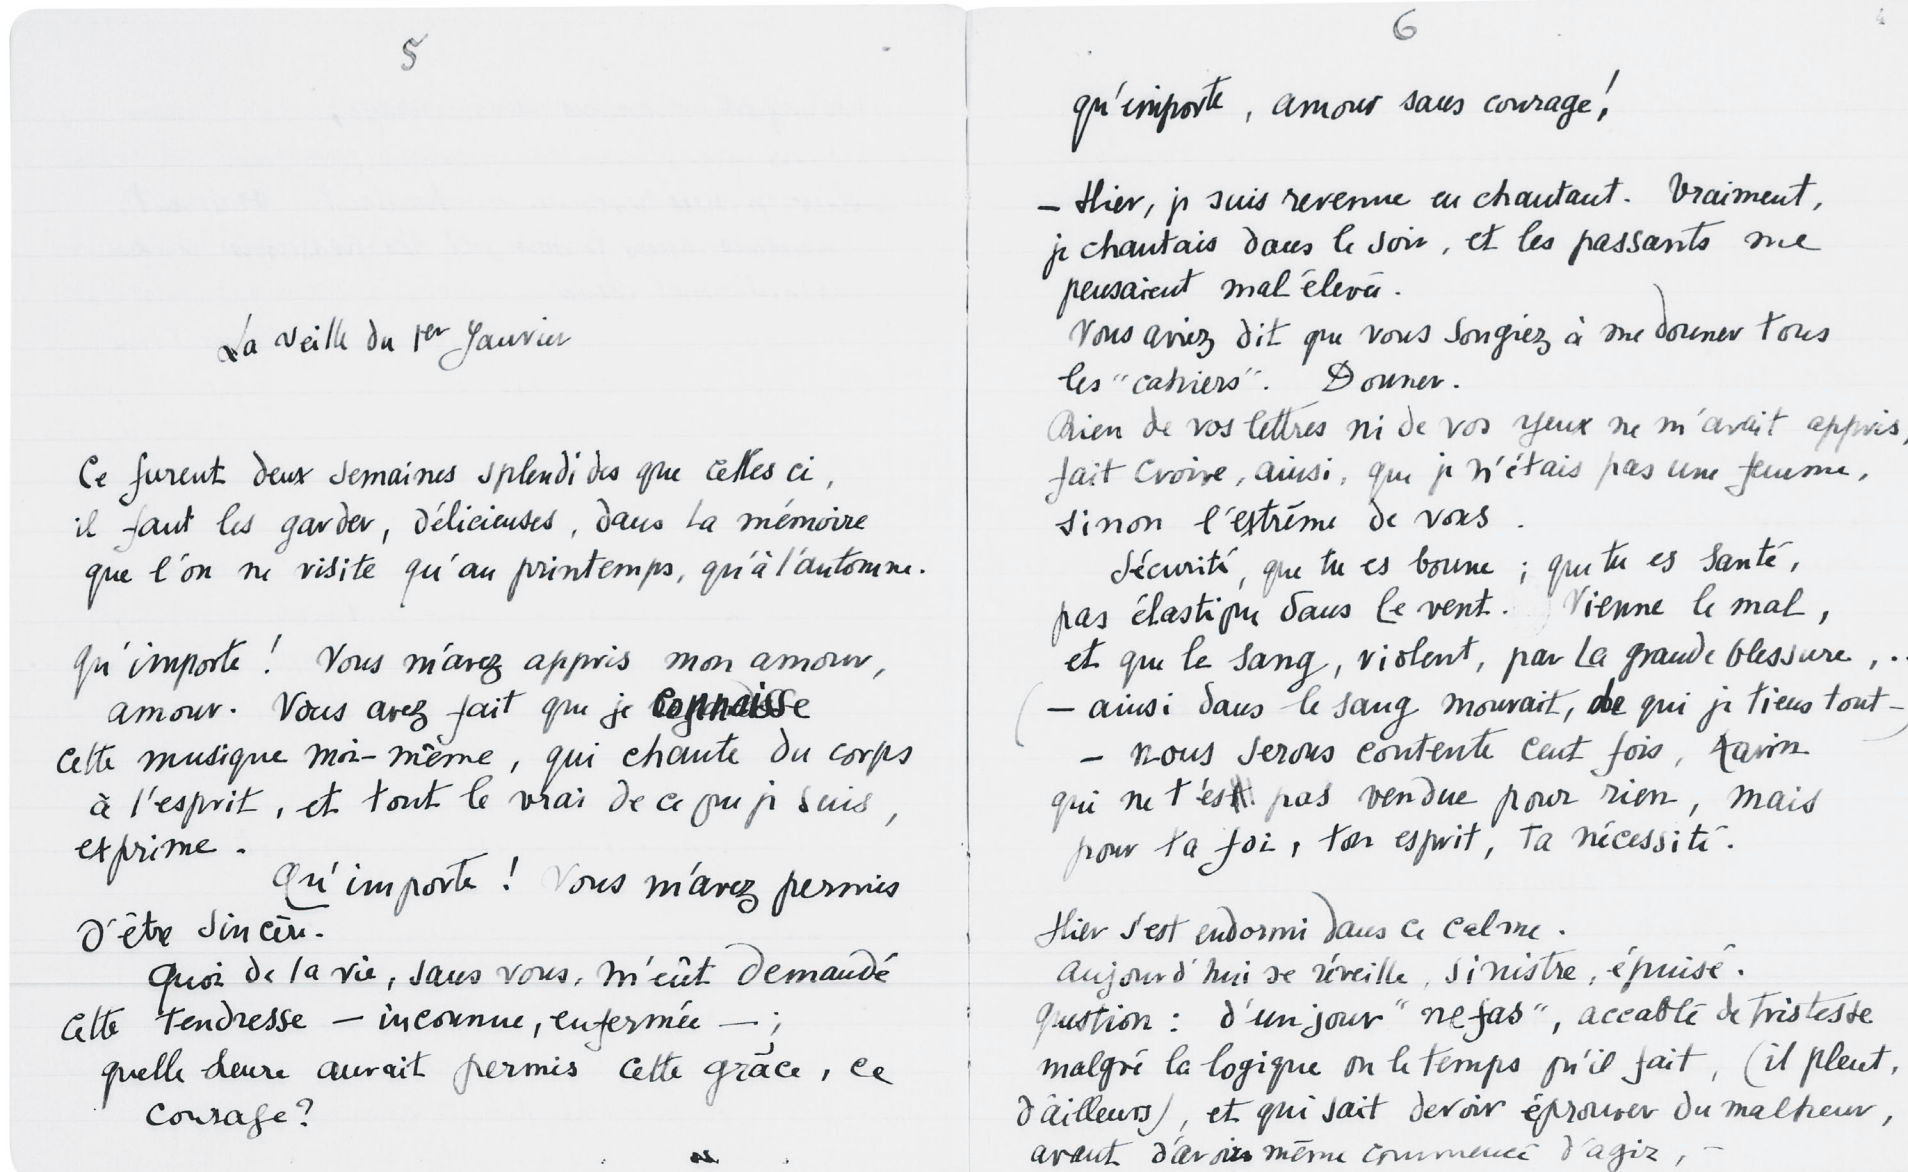 5
La veille du 1er Janvier
Ce furent deux semaines splendides que celles ci,
il faut les garder, délicieuses, dans la mémoire
que l'on ne visite qu'au printemps, qu'à l'automne.
qu'importe ! Vous m'avez appris mon amour,
amour. Vous avez fait que je connaisse
cette musique moi-même, qui chante du corps
à l'esprit, et tout le vrai de ce que je suis,
exprime.
Qu'importe ! Vous m'avez permis
d'être sincère.
Quoi de la vie, sans vous, m'eût demandé
cette tendresse — inconnue, enfermée — ;
quelle heure aurait permis cette grâce, ce
courage ?
6
4
qu'importe, amour sans courage !
— Hier, je suis revenue en chantant. Vraiment,
je chantais dans le soir, et les passants me
pensaient mal élevée.
Vous aviez dit que vous songiez à me donner tous
les "cahiers". Donner.
Rien de vos lettres ni de vos yeux ne m'avait appris,
fait croire, ainsi, que je n'étais pas une femme,
sinon l'extrême de vous.
Sécurité, que tu es bonne ; que tu es santé,
pas élastique dans le vent. Vienne le mal,
et que le sang, violent, par la grande blessure, ..
( — ainsi dans le sang mourait, de qui je tiens tout — )
— nous serons contente cent fois,
qui ne t'es pas vendue pour rien, mais
pour ta foi, ton esprit, ta nécessité.
Hier s'est endormi dans ce calme.
aujourd'hui se réveille, sinistre, épuisé.
question : d'un jour "nefas", accablé de tristesse
malgré la logique ou le temps qu'il fait, (il pleut,
d'ailleurs), et qui sait devoir éprouver du malheur,
avant d'avoir même commencé d'agir, —